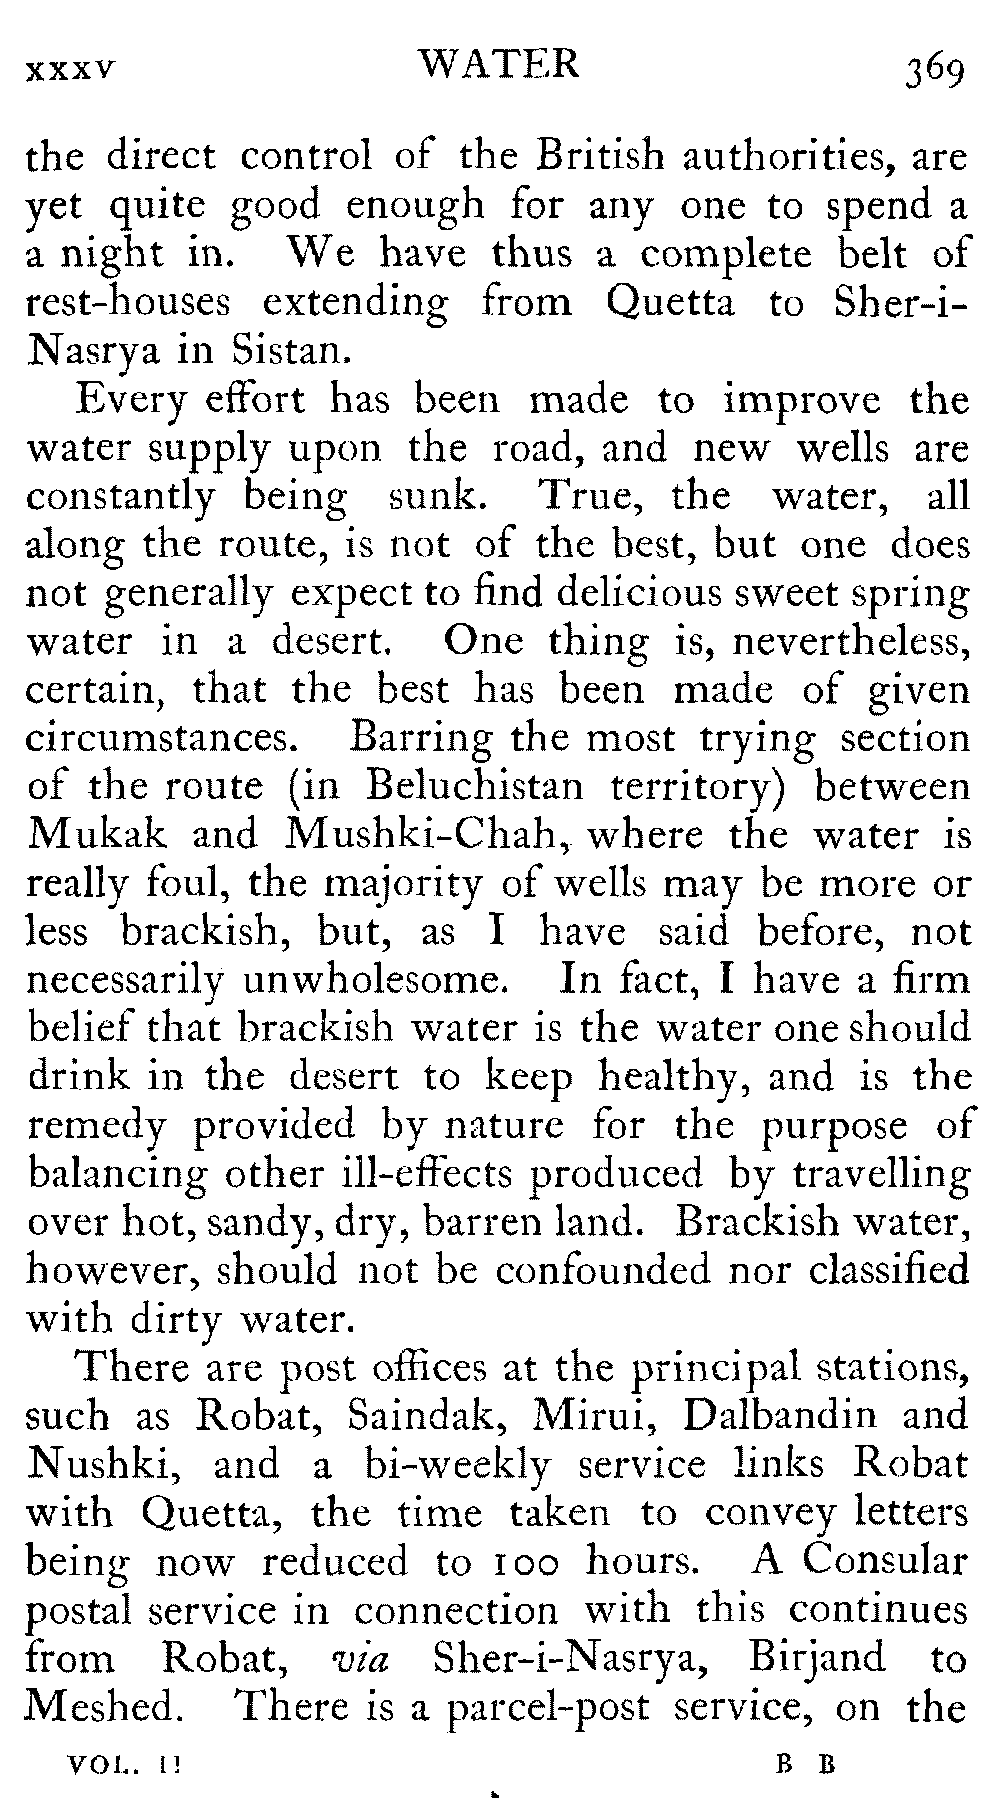 xxxv WATER 369
the direct control of the British authorities, are
yet quite good enough for any one to spend a
a night in. We have thus a complete belt of
rest-houses extending from Quetta to Sher-i-
Nasrya in Sistan.
Every effort has been made to improve the
water supply upon the road, and new wells are
constantly being sunk. True, the water, all
along the route, is not of the best, but one does
not generally expect to find delicious sweet spring
water in a desert. One thing is, nevertheless,
certain, that the best has been made of given
circumstances. Barring the most trying section
of the route (in Beluchistan territory) between
Mukak and Mushki-Chah, where the water is
really foul, the majority of wells may be more or
less brackish, but, as I have said before, not
necessarily unwholesome. In fact, I have a firm
belief that brackish water is the water one should
drink in the desert to keep healthy, and is the
remedy provided by nature for the purpose of
balancing other ill-effects produced by travelling
over hot, sandy, dry, barren land. Brackish water,
however, should not be confounded nor classified
with dirty water.
There are post offices at the principal stations,
such as Robat, Saindak, Mirui, Dalbandin and
Nushki, and a bi-weekly service links Robat
with Quetta, the time taken to convey letters
being now reduced to 100 hours. A Consular
postal service in connection with this continues
from Robat, via Sher-i-Nasrya, Birjand to
Meshed. There is a parcel-post service, on the
VOL. II B B